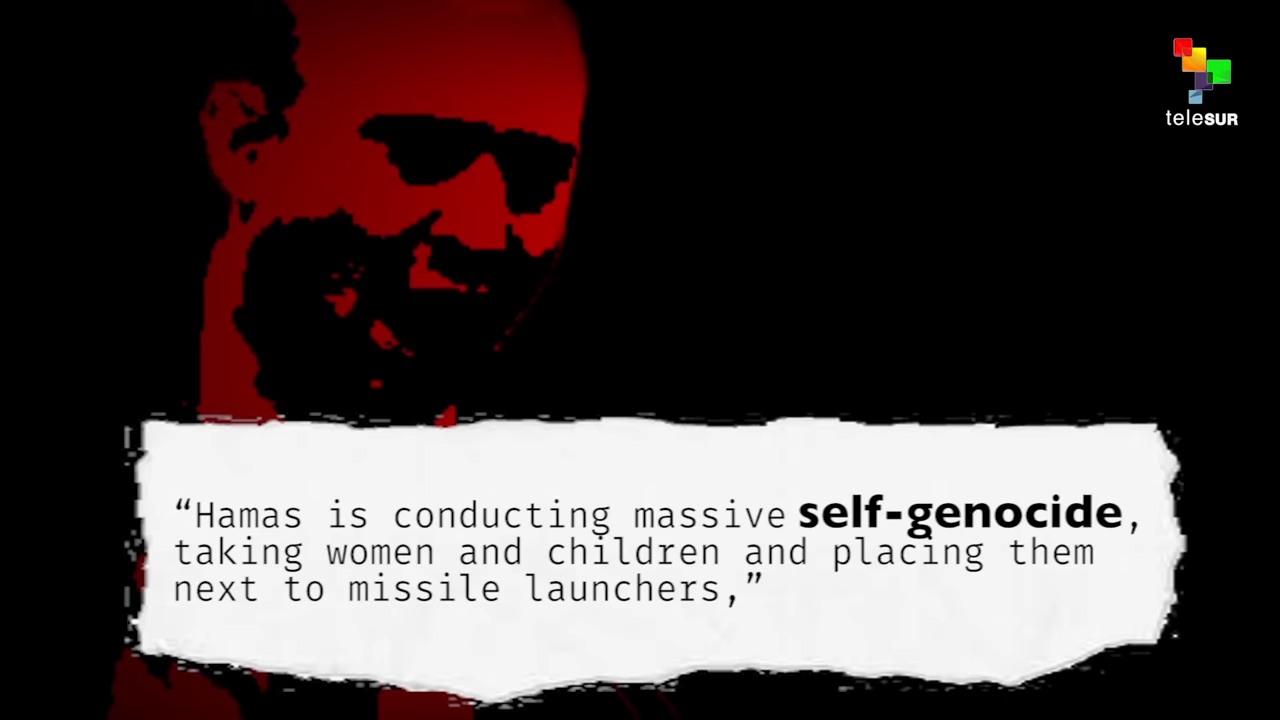 teleSUR
“Hamas is conducting massive self-genocide,
taking women and children and placing them
next to missile launchers,”